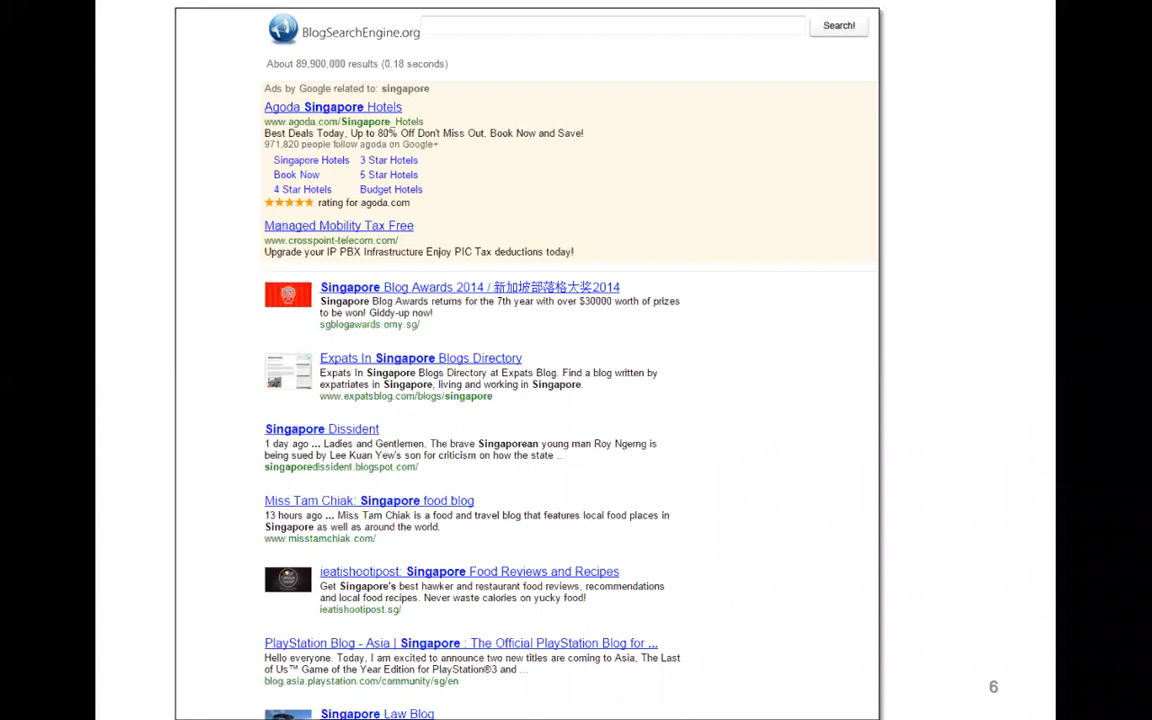 BlogSearchEngine.org
Search!
About 89,900,000 results (0.18 seconds)
Ads by Google related to: singapore
Agoda Singapore Hotels
www.agoda.com/Singapore_Hotels
Best Deals Today, Up to 80% Off Don't Miss Out, Book Now and Save!
971,820 people follow agoda on Google+
Singapore Hotels 3 Star Hotels
Book Now 5 Star Hotels
4 Star Hotels Budget Hotels
★★★★★ rating for agoda.com
Managed Mobility Tax Free
www.crosspoint-telecom.com/
Upgrade your IP PBX Infrastructure Enjoy PIC Tax deductions today!
Singapore Blog Awards 2014 / 新加坡部落格大奖2014
Singapore Blog Awards returns for the 7th year with over $30000 worth of prizes
to be won! Giddy-up now!
sgblogawards.omy.sg/
Expats In Singapore Blogs Directory
Expats In Singapore Blogs Directory at Expats Blog. Find a blog written by
expatriates in Singapore, living and working in Singapore.
www.expatsblog.com/blogs/singapore
Singapore Dissident
1 day ago ... Ladies and Gentlemen, The brave Singaporean young man Roy Ngerng is
being sued by Lee Kuan Yew's son for criticism on how the state ...
singaporedissident.blogspot.com/
Miss Tam Chiak: Singapore food blog
13 hours ago ... Miss Tam Chiak is a food and travel blog that features local food places in
Singapore as well as around the world.
www.misstamchiak.com/
ieatishootipost: Singapore Food Reviews and Recipes
Get Singapore's best hawker and restaurant food reviews, recommendations
and local food recipes. Never waste calories on yucky food!
ieatishootipost.sg/
PlayStation Blog - Asia | Singapore : The Official PlayStation Blog for ...
Hello everyone. Today, I am excited to announce two new titles are coming to Asia, The Last
of Us™ Game of the Year Edition for PlayStation®3 and ...
blog.asia.playstation.com/community/sg/en
6
Singapore Law Blog